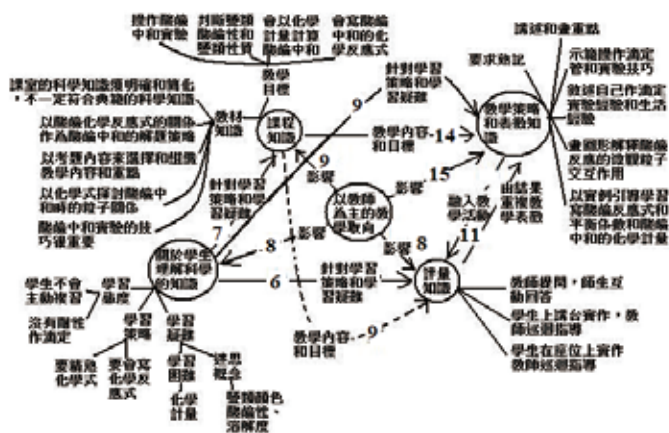 操作酸鹼
中和實驗
判斷鹽類
酸鹼性和
鹽類性質
會以化學
計量計算
酸鹼中和
會寫酸鹼
中和的化
學反應式
教學
目標
課室的科學知識須明確和簡化
，不一定符合典範的科學知識
以酸鹼化學反應式的關係
作為酸鹼中和的解題策略
以考題內容來選擇和組織
教學內容和重點
以化學式探討酸鹼中
和時的粒子關係
酸鹼中和實驗的技
巧很重要
教材
知識
課程
知識
針對學習
策略和學
習疑難
9
教學內容
和目標
14
要求熟記
講述和畫重點
示範操作滴定
管和實驗技巧
敘述自己作滴定
實驗經驗和生活
經驗
畫圖形解釋酸鹼
反應的微觀粒子
交互作用
以實例引導學習
寫酸鹼反應式和
平衡係數和酸鹼
中和的化學計量
教學策略
和表徵知
識
9
影響
影響
15
以教師
為主的教
學取向
針對學習
策略和學
習疑難
7
8
影響
影響
8
融入教
學活動
由結果
重複教
學表徵
11
關於學生
理解科學
的知識
6
針對學習
策略和學
習疑難
評量
知識
教師提問，師生互
動回答
學生上講台實作，教
師巡迴指導
學生在座位上實作
教師巡迴指導
教學內容
和目標
9
學生不會
主動複習
學習
態度
沒有耐性
作滴定
學習
策略
要熟悉
化學式
要會寫
化學反
應式
學習
疑難
學習
困難
化學
計量
迷思
概念
鹽類顏色
酸鹼性、
溶解度